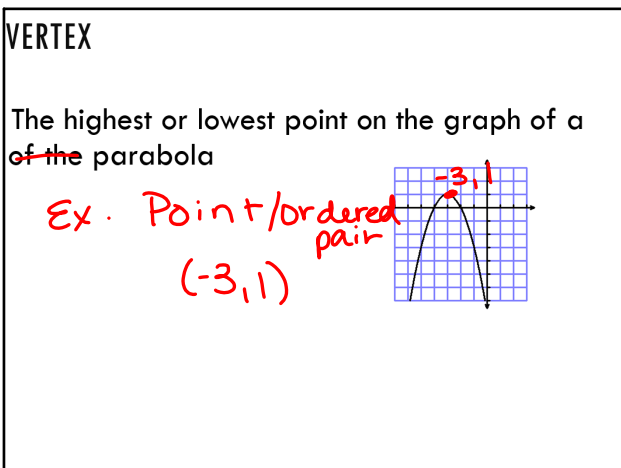 VERTEX
The highest or lowest point on the graph of a
of the parabola
-3,1
Ex. Point/ordered
pair
(-3,1)